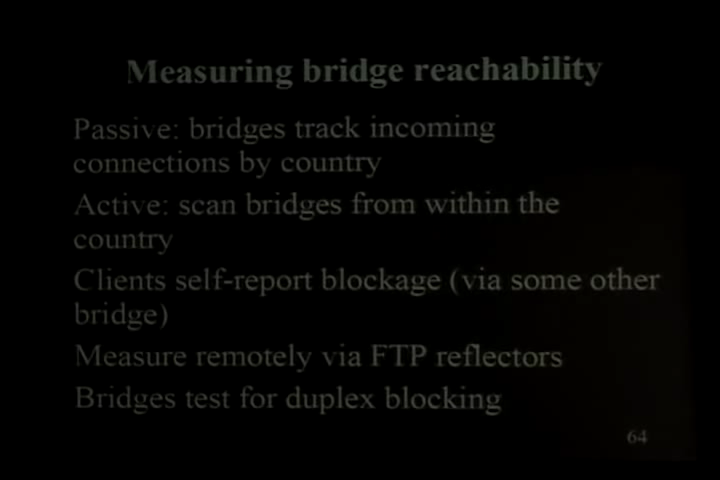 Measuring bridge reachability
Passive: bridges track incoming
connections by country
Active: scan bridges from within the
country
Clients self-report blockage (via some other
bridge)
Measure remotely via FTP reflectors
Bridges test for duplex blocking
64